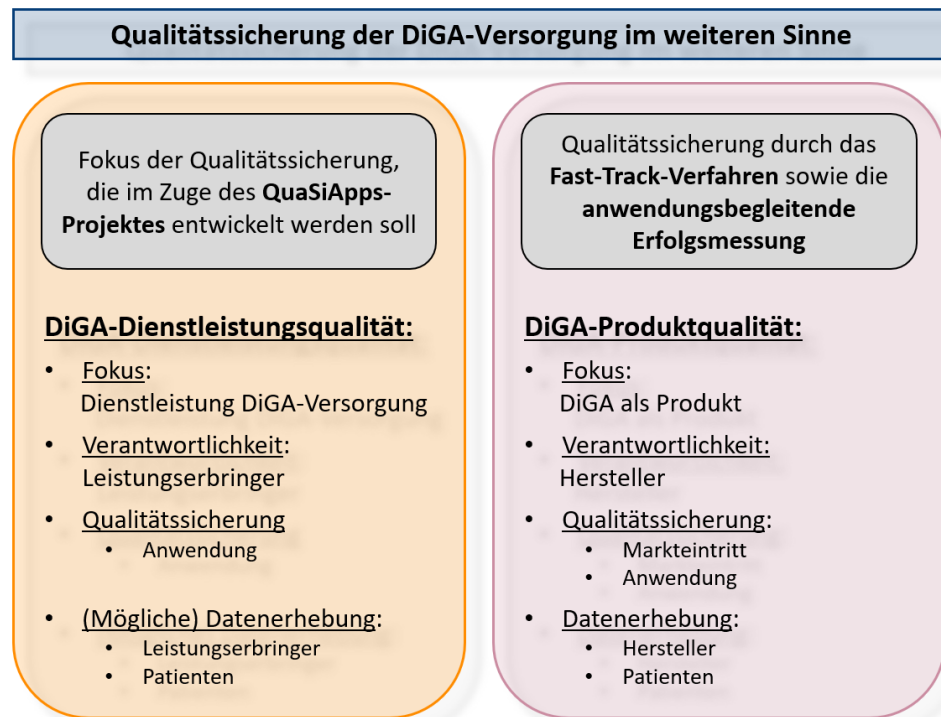 Qualitätssicherung der DiGA-Versorgung im weiteren Sinne
Fokus der Qualitätssicherung,
die im Zuge des QuaSiApps-
Projektes entwickelt werden soll
DiGA-Dienstleistungsqualität:
• Fokus:
Dienstleistung DiGA-Versorgung
• Verantwortlichkeit:
Leistungserbringer
• Qualitätssicherung
• Anwendung
• (Mögliche) Datenerhebung:
• Leistungserbringer
• Patienten
Qualitätssicherung durch das
Fast-Track-Verfahren sowie die
anwendungsbegleitende
Erfolgsmessung
DiGA-Produktqualität:
• Fokus:
DiGA als Produkt
• Verantwortlichkeit:
Hersteller
• Qualitätssicherung:
• Markteintritt
• Anwendung
• Datenerhebung:
• Hersteller
• Patienten